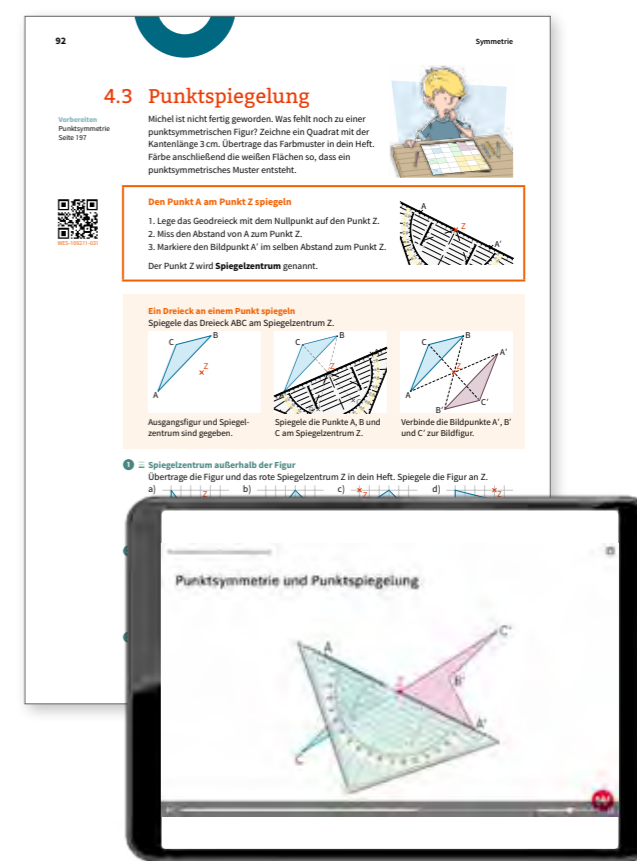 92
Symmetrie
4.3 Punktspiegelung
Vorbereiten
Punktsymmetrie
Seite 197
Michel ist nicht fertig geworden. Was fehlt noch zu einer
punktsymmetrischen Figur? Zeichne ein Quadrat mit der
Kantenlänge 3 cm. Übertrage das Farbmuster in dein Heft.
Färbe anschließend die weißen Flächen so, dass ein
punktsymmetrisches Muster entsteht.
Den Punkt A am Punkt Z spiegeln
1. Lege das Geodreieck mit dem Nullpunkt auf den Punkt Z.
2. Miss den Abstand von A zum Punkt Z.
3. Markiere den Bildpunkt A' im selben Abstand zum Punkt Z.
Der Punkt Z wird Spiegelzentrum genannt.
A
Z
A'
Ein Dreieck an einem Punkt spiegeln
Spiegele das Dreieck ABC am Spiegelzentrum Z.
C
B
Z
A
C
B
C
B
Z
A'
A
B'
C'
Ausgangsfigur und Spiegel-
zentrum sind gegeben.
Spiegele die Punkte A, B und
C am Spiegelzentrum Z.
Verbinde die Bildpunkte A', B'
und C' zur Bildfigur.
1 Spiegelzentrum außerhalb der Figur
Übertrage die Figur und das rote Spiegelzentrum Z in dein Heft. Spiegele die Figur an Z.
a)
Z
b)
c)
Z
d)
Z
Punktsymmetrie und Punktspiegelung
A
C'
Z
B'
A'
C